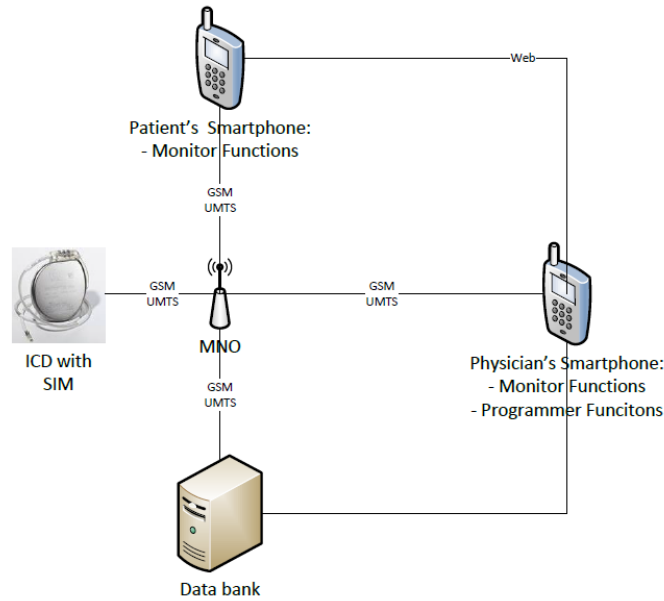 Web
Patient's Smartphone:
- Monitor Functions
GSM
UMTS
GSM
UMTS
GSM
UMTS
MNO
ICD with
SIM
Physician's Smartphone:
- Monitor Functions
- Programmer Funcitons
GSM
UMTS
Data bank